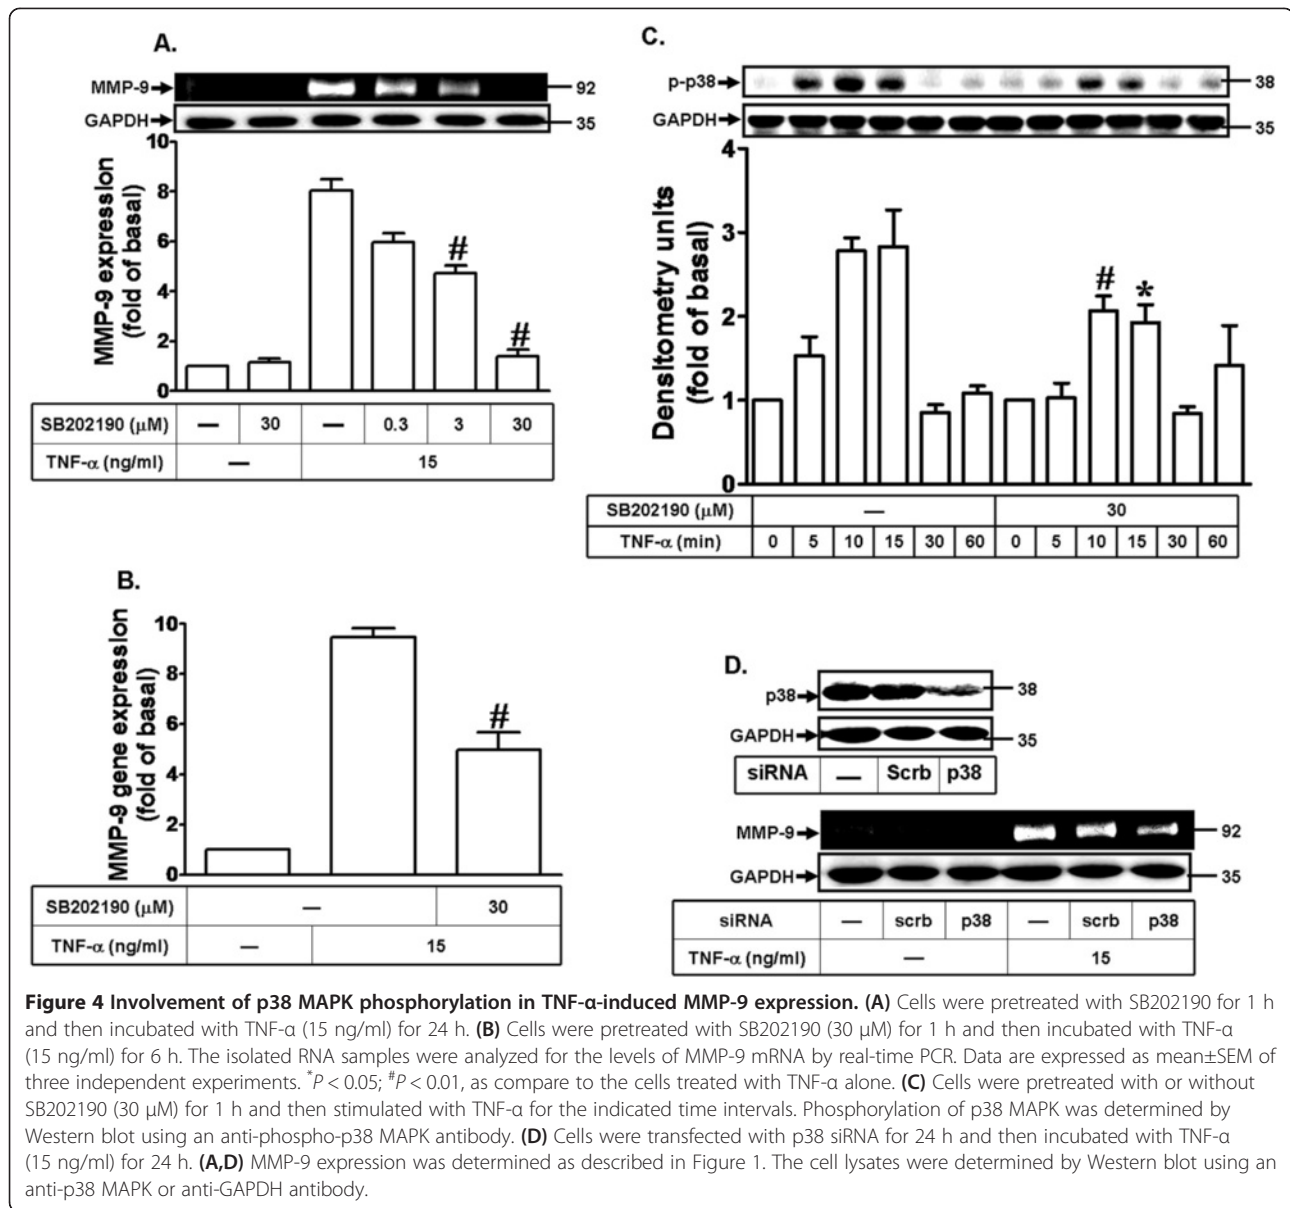 A.
MMP-9
92
GAPDH
35
10
8
6
4
2
0
MMP-9 expression
(fold of basal)
#
#
SB202190 (μM) — 30 — 0.3 3 30
TNF-α (ng/ml) — 15
B.
10
8
6
4
2
0
MMP-9 gene expression
(fold of basal)
#
SB202190 (μM) — 30
TNF-α (ng/ml) — 15
C.
p-p38
38
GAPDH
35
4
3
2
1
0
Densitometry units
(fold of basal)
# *
SB202190 (μM) — 30
TNF-α (min) 0 5 10 15 30 60 0 5 10 15 30 60
D.
p38
38
GAPDH
35
siRNA — Scrb p38
MMP-9
92
GAPDH
35
siRNA — scrb p38 — scrb p38
TNF-α (ng/ml) — 15
Figure 4 Involvement of p38 MAPK phosphorylation in TNF-α-induced MMP-9 expression. (A) Cells were pretreated with SB202190 for 1 h
and then incubated with TNF-α (15 ng/ml) for 24 h. (B) Cells were pretreated with SB202190 (30 μM) for 1 h and then incubated with TNF-α
(15 ng/ml) for 6 h. The isolated RNA samples were analyzed for the levels of MMP-9 mRNA by real-time PCR. Data are expressed as mean±SEM of
three independent experiments. *P < 0.05; #P < 0.01, as compare to the cells treated with TNF-α alone. (C) Cells were pretreated with or without
SB202190 (30 μM) for 1 h and then stimulated with TNF-α for the indicated time intervals. Phosphorylation of p38 MAPK was determined by
Western blot using an anti-phospho-p38 MAPK antibody. (D) Cells were transfected with p38 siRNA for 24 h and then incubated with TNF-α
(15 ng/ml) for 24 h. (A,D) MMP-9 expression was determined as described in Figure 1. The cell lysates were determined by Western blot using an
anti-p38 MAPK or anti-GAPDH antibody.